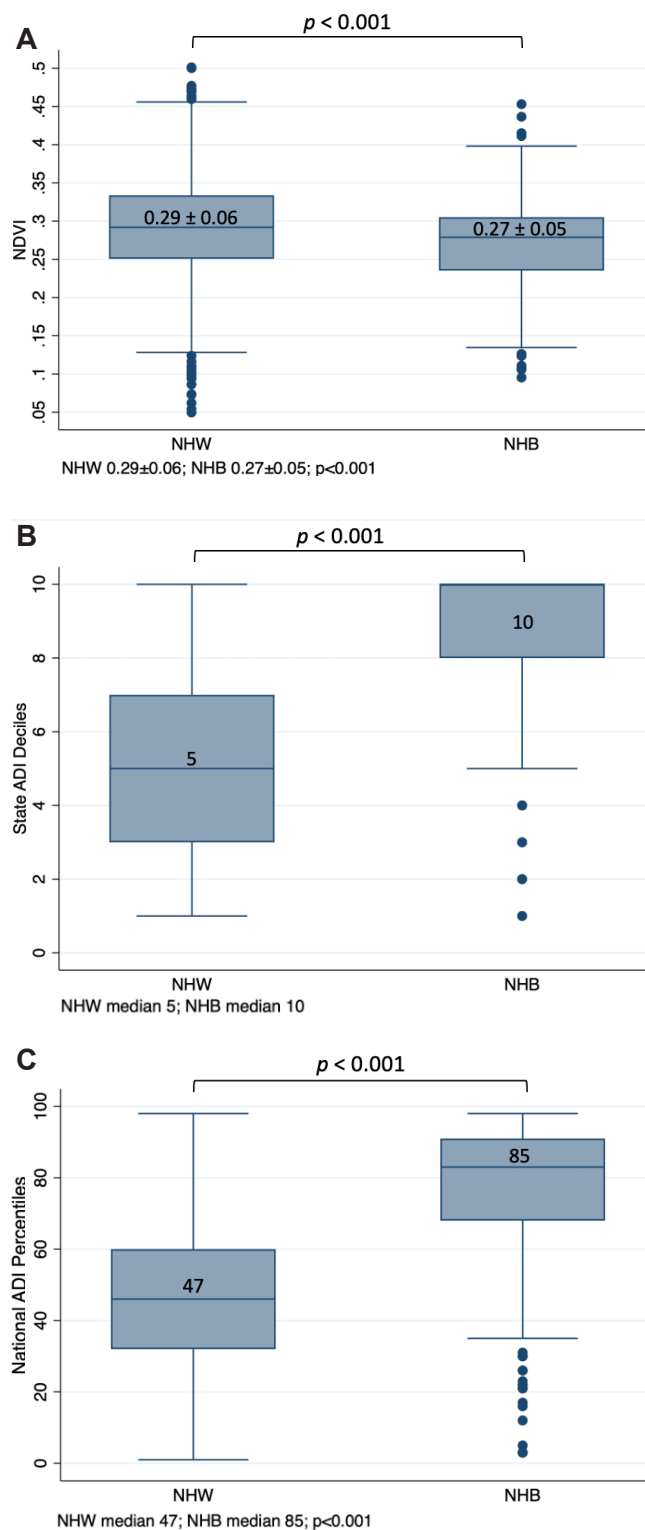 A
p < 0.001
.5
.45
.4
.35
.3
.25
.2
.15
.1
.05
NDVI
0.29 ± 0.06
0.27 ± 0.05
NHW
NHB
NHW 0.29±0.06; NHB 0.27±0.05; p<0.001
B
p < 0.001
10
8
6
4
2
0
State ADI Deciles
5
10
NHW
NHB
NHW median 5; NHB median 10
C
p < 0.001
100
80
60
40
20
0
National ADI Percentiles
47
85
NHW
NHB
NHW median 47; NHB median 85; p<0.001